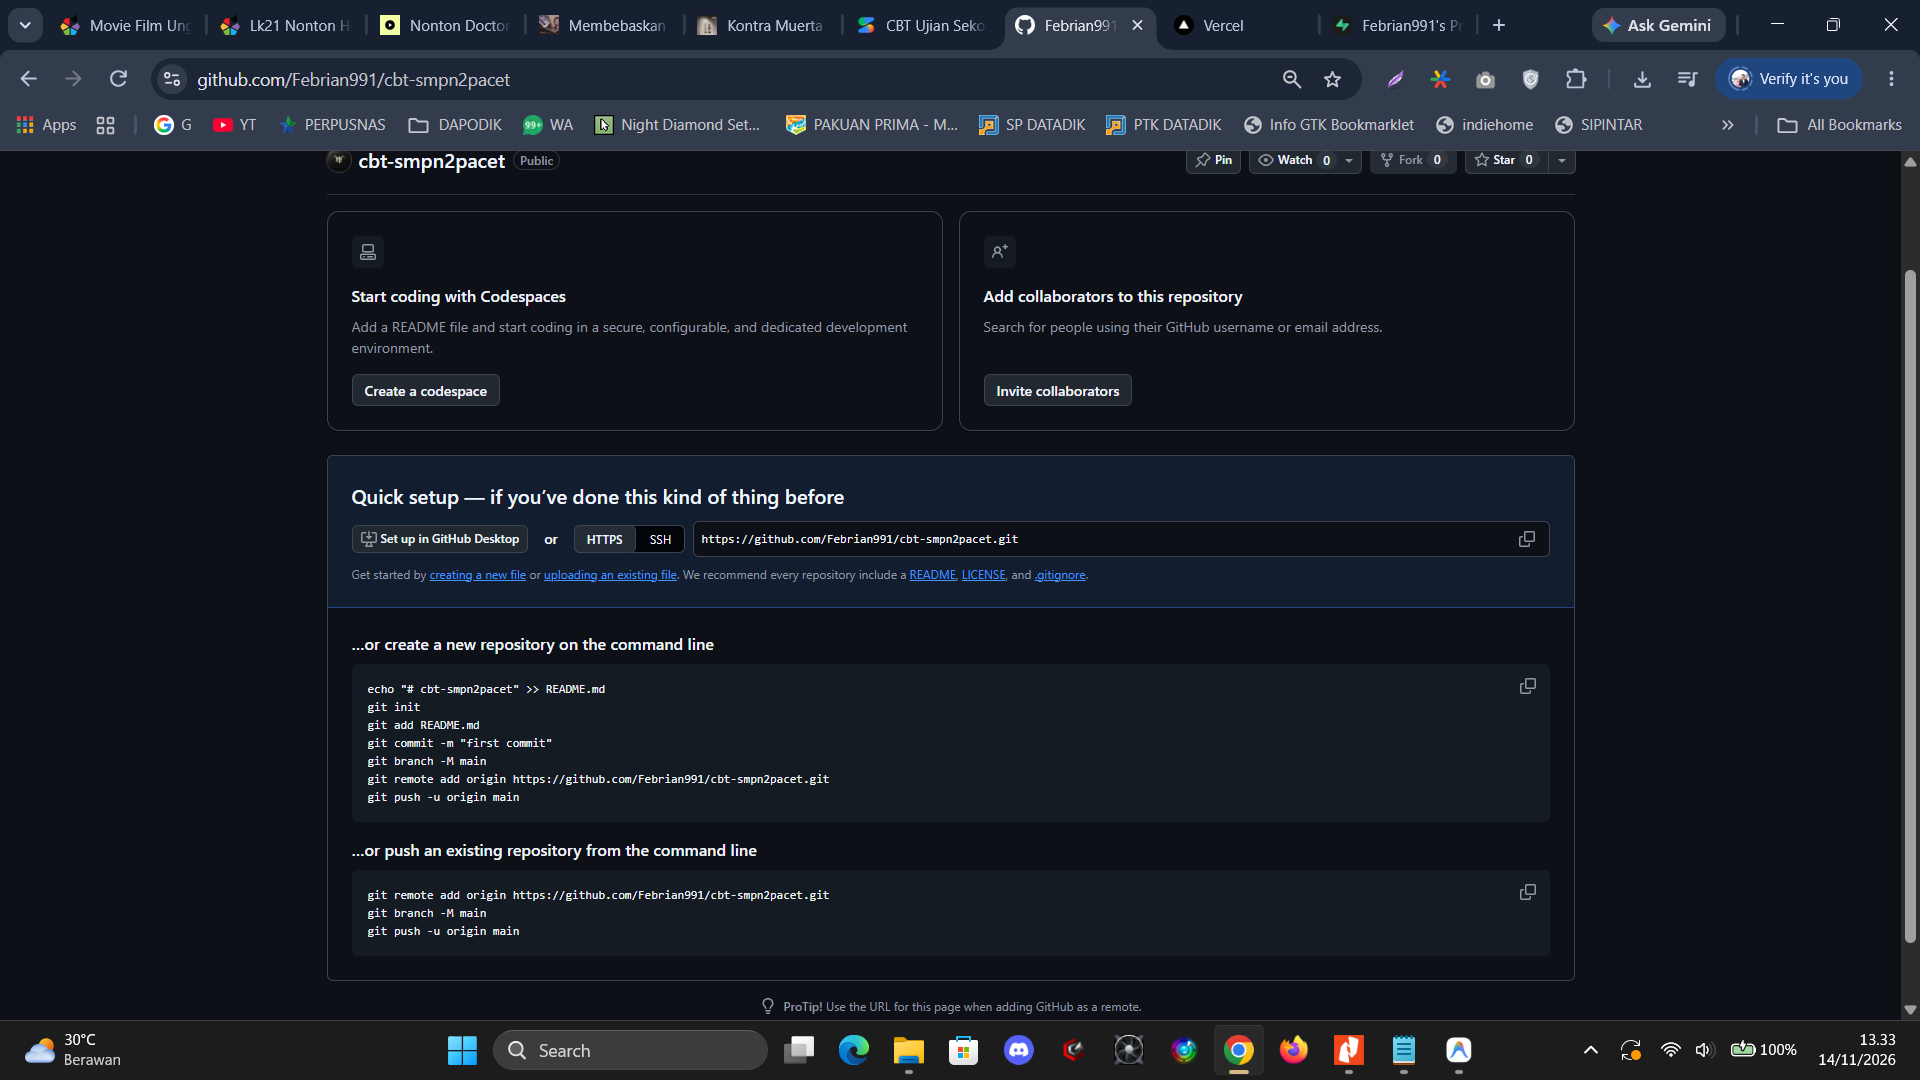 Movie Film Ung
Lk21 Nonton H
Nonton Doctor
Membebaskan
Kontra Muerta
CBT Ujian Seko
Febrian991
Vercel
Febrian991's Pr
Ask Gemini
github.com/Febrian991/cbt-smpn2pacet
Verify it's you
Apps
G
YT
PERPUSNAS
DAPODIK
99+
WA
Night Diamond Set...
PAKUAN PRIMA - M...
SP DATADIK
PTK DATADIK
Info GTK Bookmarklet
indiehome
SIPINTAR
All Bookmarks
cbt-smpn2pacet
Public
Pin
Watch 0
Fork 0
Star 0
Start coding with Codespaces
Add a README file and start coding in a secure, configurable, and dedicated development
environment.
Create a codespace
Add collaborators to this repository
Search for people using their GitHub username or email address.
Invite collaborators
Quick setup — if you’ve done this kind of thing before
Set up in GitHub Desktop
or
HTTPS
SSH
https://github.com/Febrian991/cbt-smpn2pacet.git
Get started by creating a new file or uploading an existing file. We recommend every repository include a README, LICENSE, and .gitignore.
…or create a new repository on the command line
echo "# cbt-smpn2pacet" >> README.md
git init
git add README.md
git commit -m "first commit"
git branch -M main
git remote add origin https://github.com/Febrian991/cbt-smpn2pacet.git
git push -u origin main
…or push an existing repository from the command line
git remote add origin https://github.com/Febrian991/cbt-smpn2pacet.git
git branch -M main
git push -u origin main
ProTip! Use the URL for this page when adding GitHub as a remote.
30°C
Berawan
Search
100%
13.33
14/11/2026